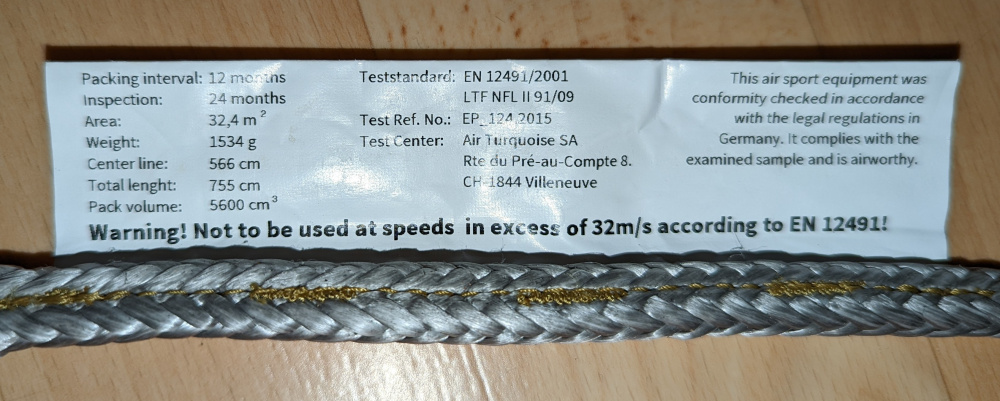 Packing interval: 12 months
Inspection: 24 months
Area: 32,4 m²
Weight: 1534 g
Center line: 566 cm
Total lenght: 755 cm
Pack volume: 5600 cm³
Teststandard: EN 12491/2001
LTF NFL II 91/09
Test Ref. No.: EP_124.2015
Test Center: Air Turquoise SA
Rte du Pré-au-Compte 8.
CH-1844 Villeneuve
This air sport equipment was
conformity checked in accordance
with the legal regulations in
Germany. It complies with the
examined sample and is airworthy.
Warning! Not to be used at speeds in excess of 32m/s according to EN 12491!